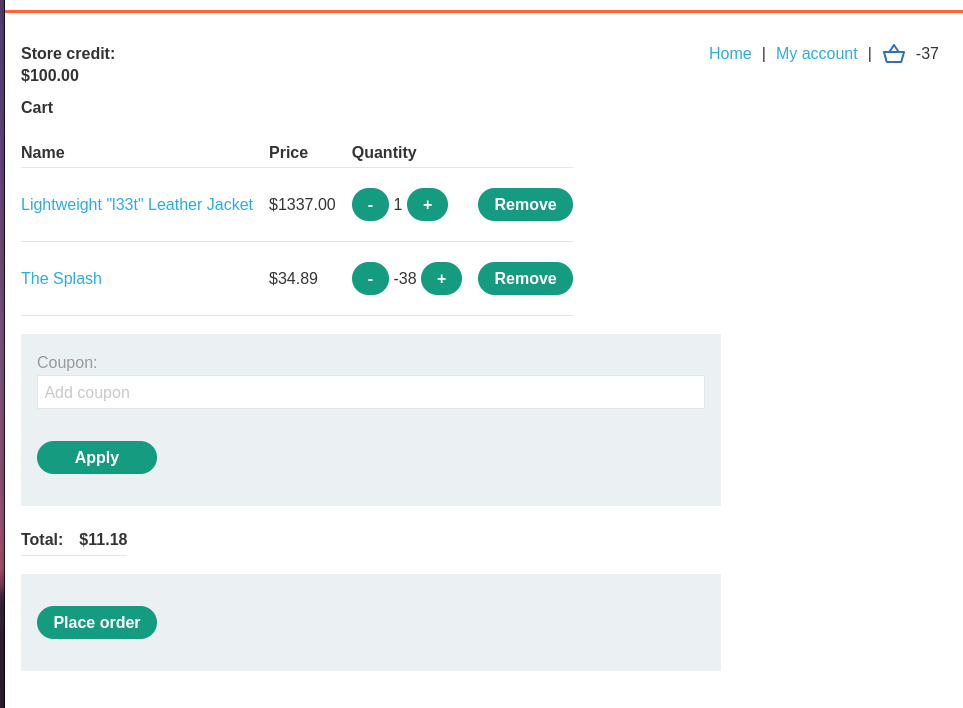 Store credit:
$100.00
Home | My account | -37
Cart
Name Price Quantity
Lightweight "l33t" Leather Jacket $1337.00 - 1 + Remove
The Splash $34.89 - -38 + Remove
Coupon:
Add coupon
Apply
Total: $11.18
Place order